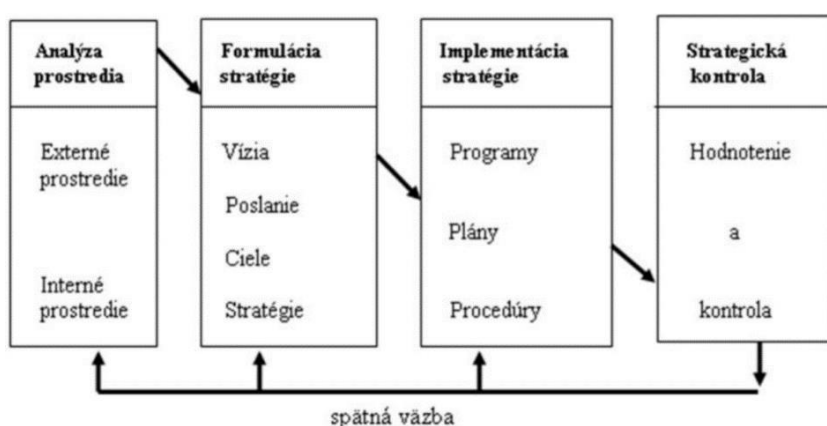 Analýza
prostredia
Externé
prostredie
Interné
prostredie
Formulácia
stratégie
Vízia
Poslanie
Ciele
Stratégie
Implementácia
stratégie
Programy
Plány
Procedúry
Strategická
kontrola
Hodnotenie
a
kontrola
spätná väzba